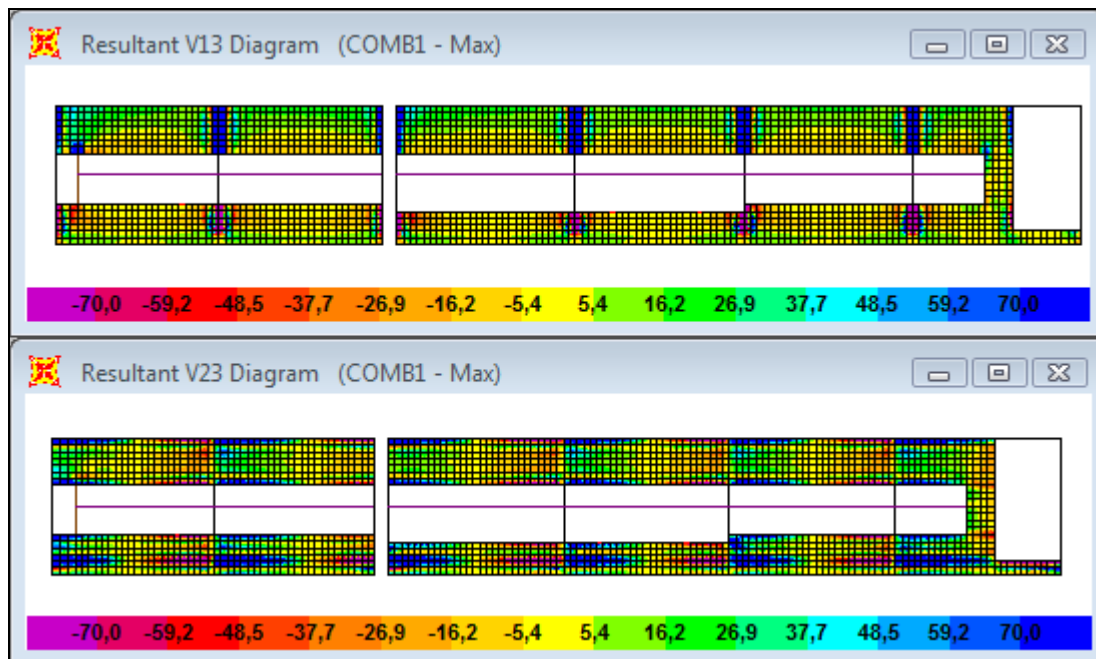 Resultant V13 Diagram (COMB1 - Max)
-70,0 -59,2 -48,5 -37,7 -26,9 -16,2 -5,4 5,4 16,2 26,9 37,7 48,5 59,2 70,0
Resultant V23 Diagram (COMB1 - Max)
-70,0 -59,2 -48,5 -37,7 -26,9 -16,2 -5,4 5,4 16,2 26,9 37,7 48,5 59,2 70,0